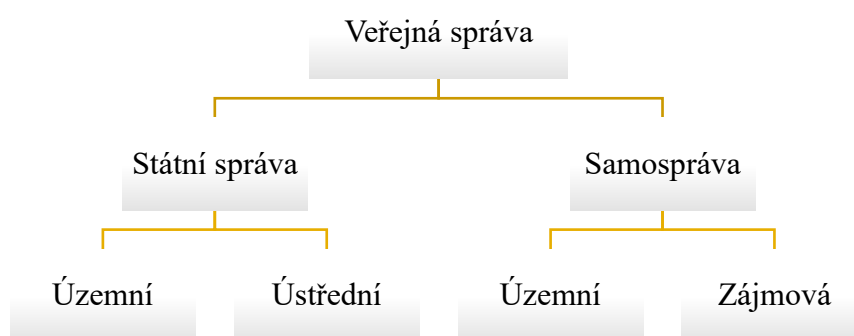 Veřejná správa
Státní správa
Samospráva
Územní
Ústřední
Územní
Zájmová